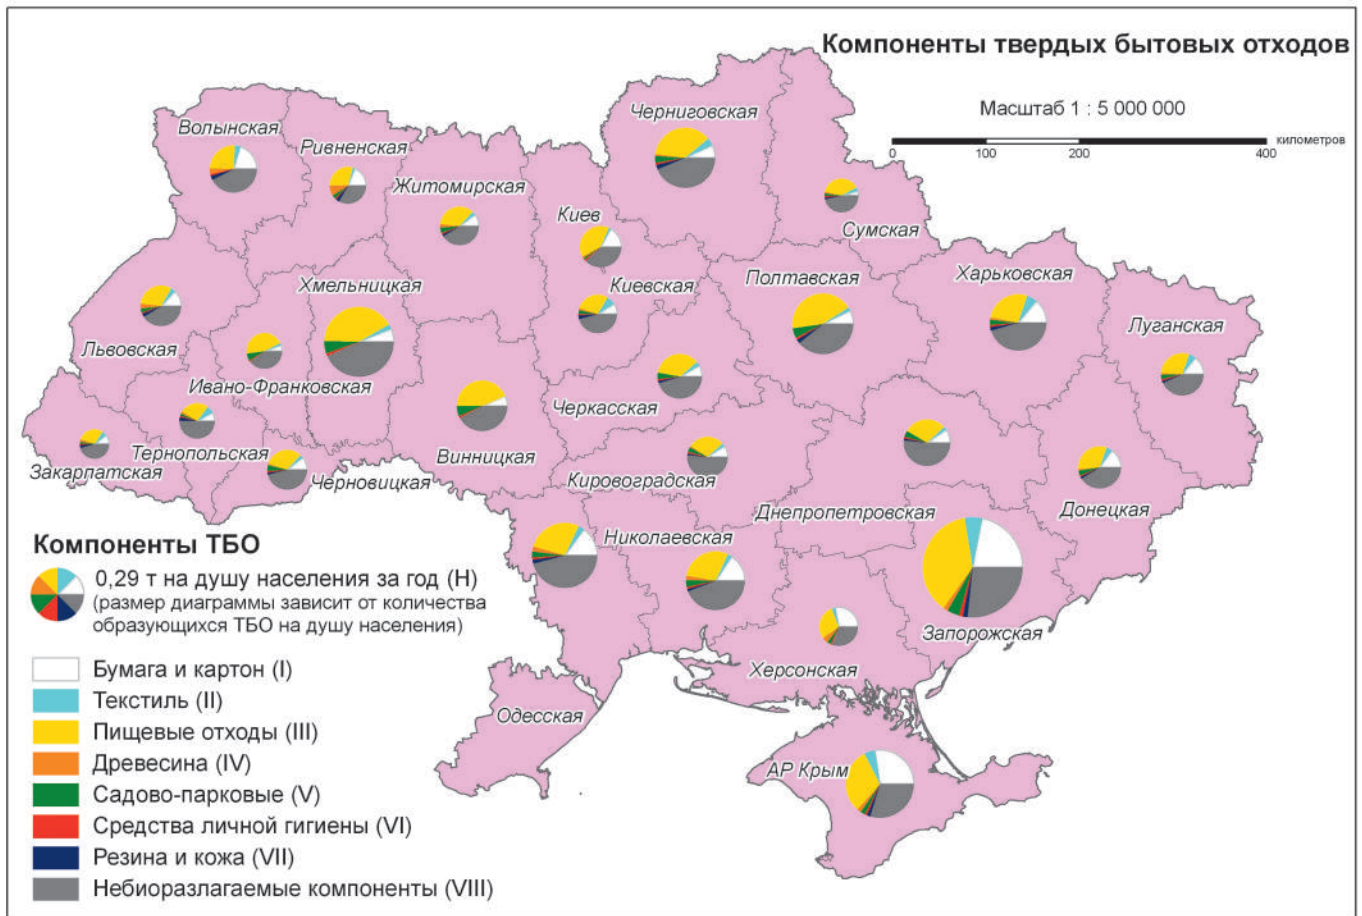 Компоненты твердых бытовых отходов
Масштаб 1 : 5 000 000
километров
0 100 200 400
Волынская
Ривненская
Житомирская
Черниговская
Киев
Сумская
Киевская
Хмельницкая
Полтавская
Харьковская
Луганская
Львовская
Ивано-Франковская
Черкасская
Закарпатская
Тернопольская
Черновицкая
Винницкая
Кировоградская
Днепропетровская
Донецкая
Николаевская
Запорожская
Херсонская
Одесская
АР Крым
Компоненты ТБО
0,29 т на душу населения за год (Н)
(размер диаграммы зависит от количества
образующихся ТБО на душу населения)
Бумага и картон (I)
Текстиль (II)
Пищевые отходы (III)
Древесина (IV)
Садово-парковые (V)
Средства личной гигиены (VI)
Резина и кожа (VII)
Небиоразлагаемые компоненты (VIII)